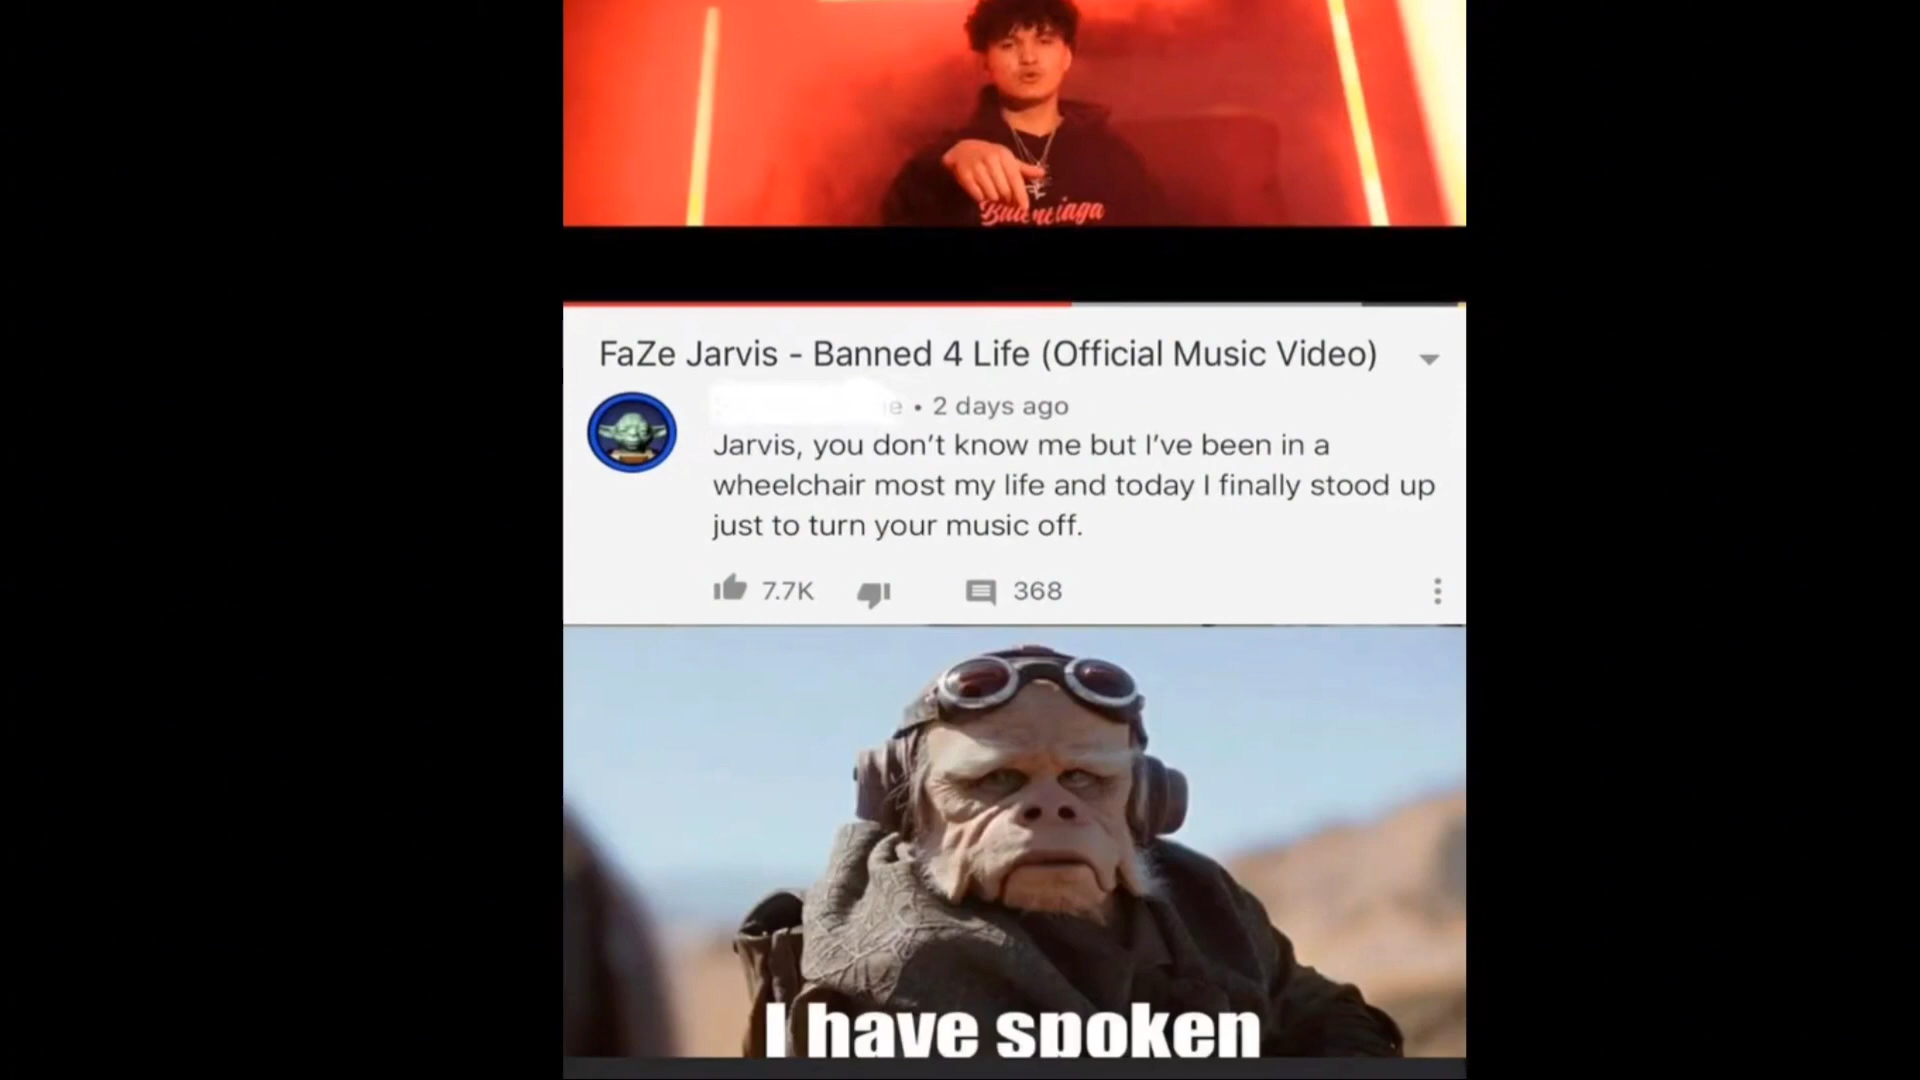 Balenciaga
FaZe Jarvis - Banned 4 Life (Official Music Video)
e • 2 days ago
Jarvis, you don't know me but I've been in a
wheelchair most my life and today I finally stood up
just to turn your music off.
7.7K 368
I have spoken